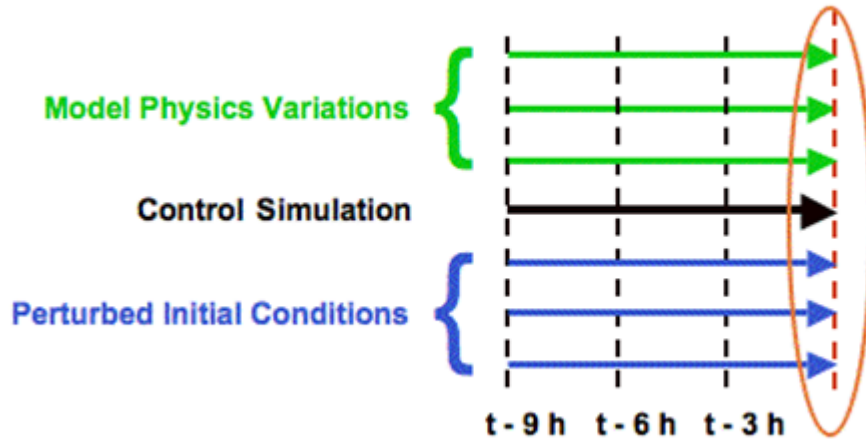 Model Physics Variations
Control Simulation
Perturbed Initial Conditions
t - 9 h t - 6 h t - 3 h